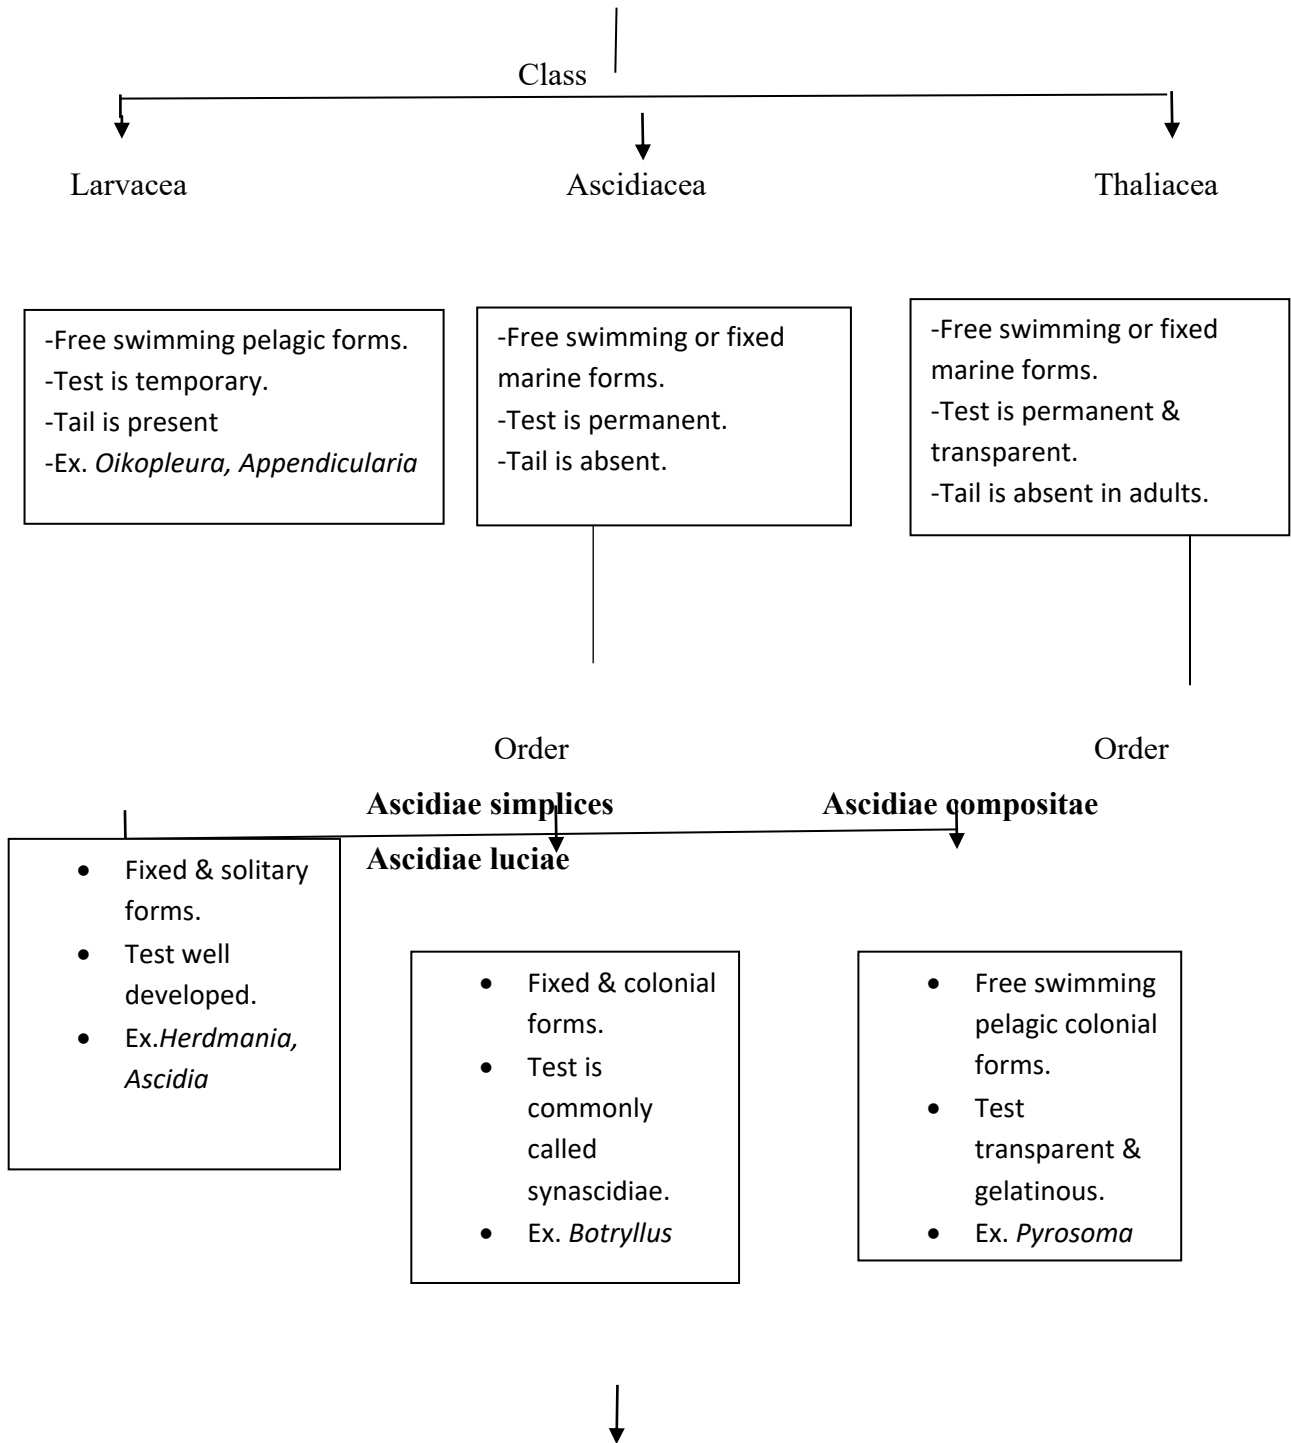 Class
Larvacea
Ascidiacea
Thaliacea
-Free swimming pelagic forms.
-Test is temporary.
-Tail is present
-Ex. Oikopleura, Appendicularia
-Free swimming or fixed
marine forms.
-Test is permanent.
-Tail is absent.
-Free swimming or fixed
marine forms.
-Test is permanent &
transparent.
-Tail is absent in adults.
Order
Order
Ascidiae simplices
Ascidiae compositae
Ascidiae luciae
• Fixed & solitary
forms.
• Test well
developed.
• Ex.Herdmania,
Ascidia
• Fixed & colonial
forms.
• Test is
commonly
called
synascidiae.
• Ex. Botryllus
• Free swimming
pelagic colonial
forms.
• Test
transparent &
gelatinous.
• Ex. Pyrosoma